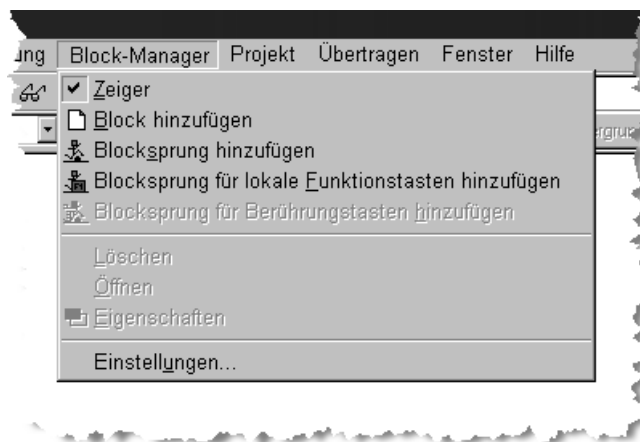 Block-Manager Projekt Übertragen Fenster Hilfe
Zeiger
Block hinzufügen
Blocksprung hinzufügen
Blocksprung für lokale Funktionstasten hinzufügen
Blocksprung für Berührungstasten hinzufügen
Löschen
Öffnen
Eigenschaften
Einstellungen...